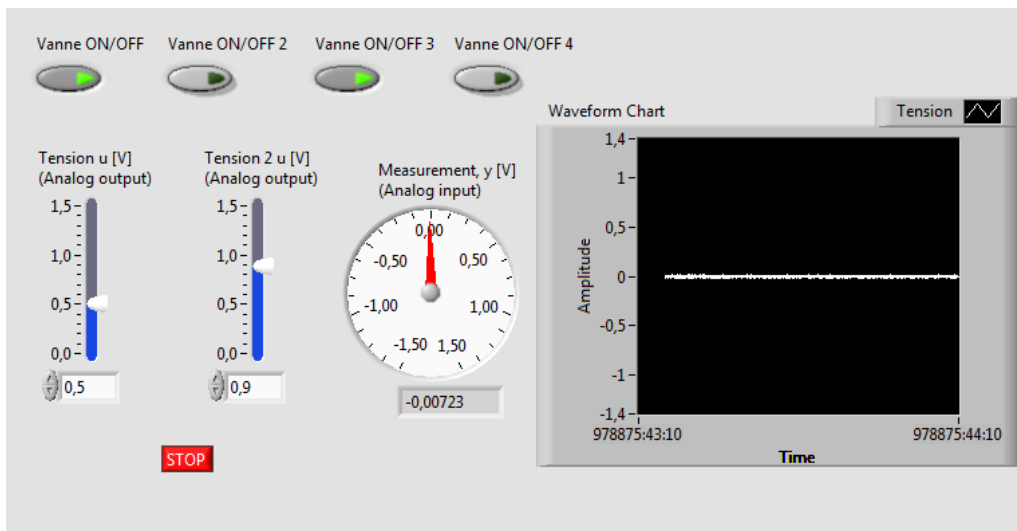 Vanne ON/OFF
Vanne ON/OFF 2
Vanne ON/OFF 3
Vanne ON/OFF 4
Tension u [V]
(Analog output)
1,5
1,0
0,5
0,0
0,5
Tension 2 u [V]
(Analog output)
1,5
1,0
0,5
0,0
0,9
Measurement, y [V]
(Analog input)
0,00
-0,50
0,50
-1,00
1,00
-1,50
1,50
-0,00723
STOP
Waveform Chart
Tension
Amplitude
1,4
1
0,5
0
-0,5
-1
-1,4
978875:43:10
978875:44:10
Time